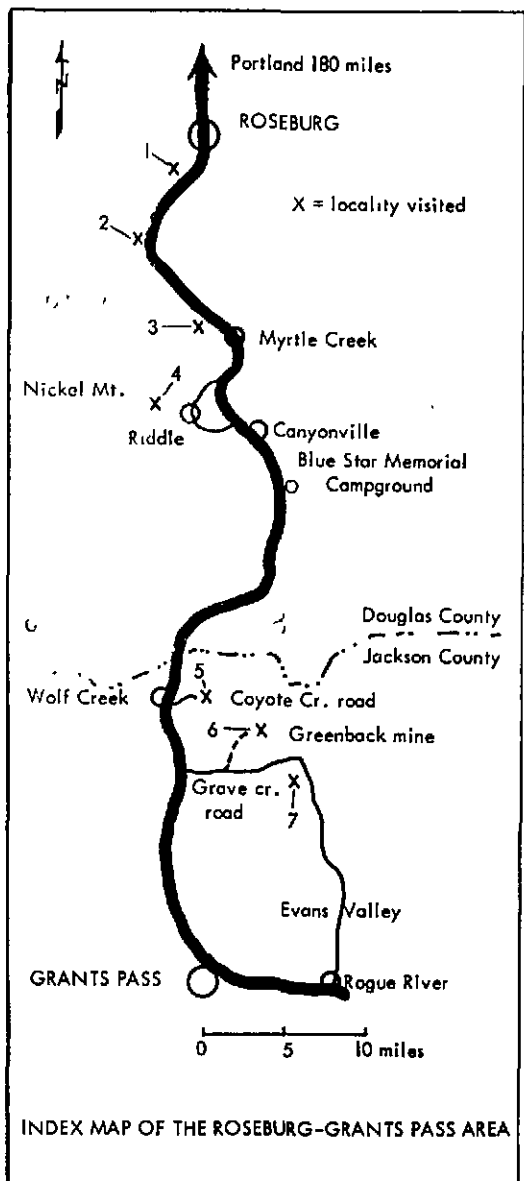 N
Portland 180 miles
ROSEBURG
1
X = locality visited
2
3
Myrtle Creek
4
Nickel Mt.
Riddle
Canyonville
Blue Star Memorial
Campground
Douglas County
Jackson County
5
Wolf Creek
Coyote Cr. road
6
Greenback mine
Grave cr.
road
7
Evans Valley
GRANTS PASS
Rogue River
0 5 10 miles
INDEX MAP OF THE ROSEBURG-GRANTS PASS AREA